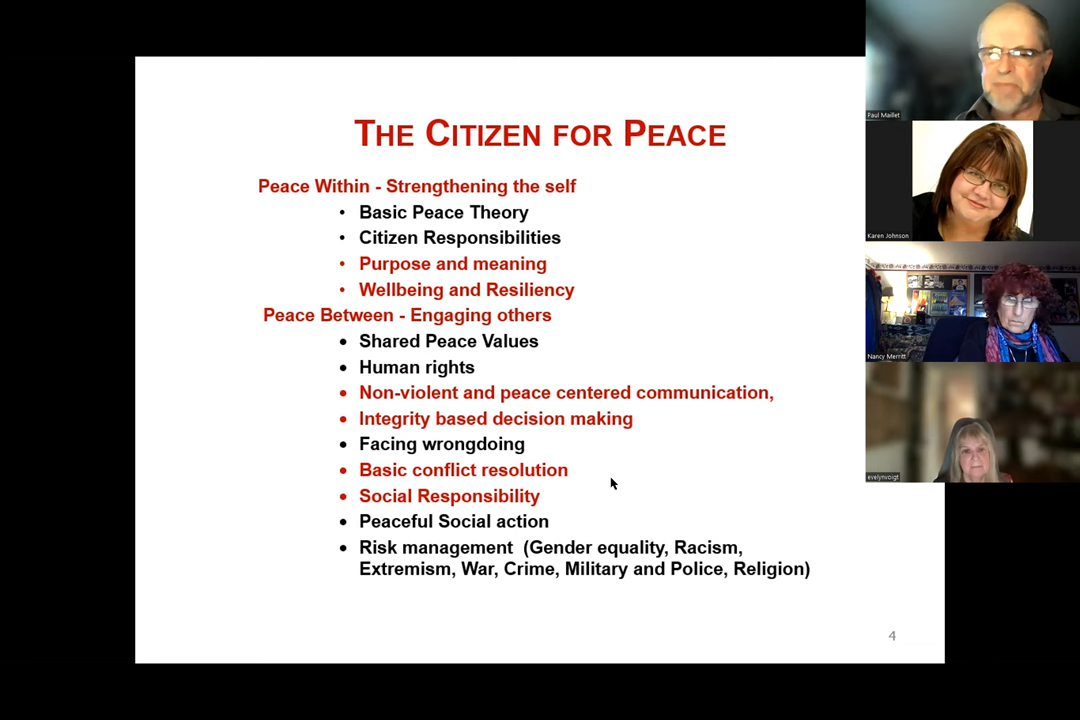 THE CITIZEN FOR PEACE
Peace Within - Strengthening the self
• Basic Peace Theory
• Citizen Responsibilities
• Purpose and meaning
• Wellbeing and Resiliency
Peace Between - Engaging others
• Shared Peace Values
• Human rights
• Non-violent and peace centered communication,
• Integrity based decision making
• Facing wrongdoing
• Basic conflict resolution
• Social Responsibility
• Peaceful Social action
• Risk management (Gender equality, Racism,
Extremism, War, Crime, Military and Police, Religion)
4
Paul Maillet
Karen Johnson
Nancy Merritt
evelynvoigt